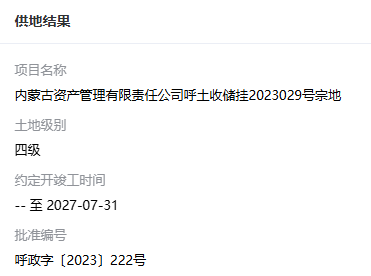 供地结果
项目名称
内蒙古资产管理有限责任公司呼土收储挂2023029号宗地
土地级别
四级
约定开竣工时间
-- 至 2027-07-31
批准编号
呼政字〔2023〕222号